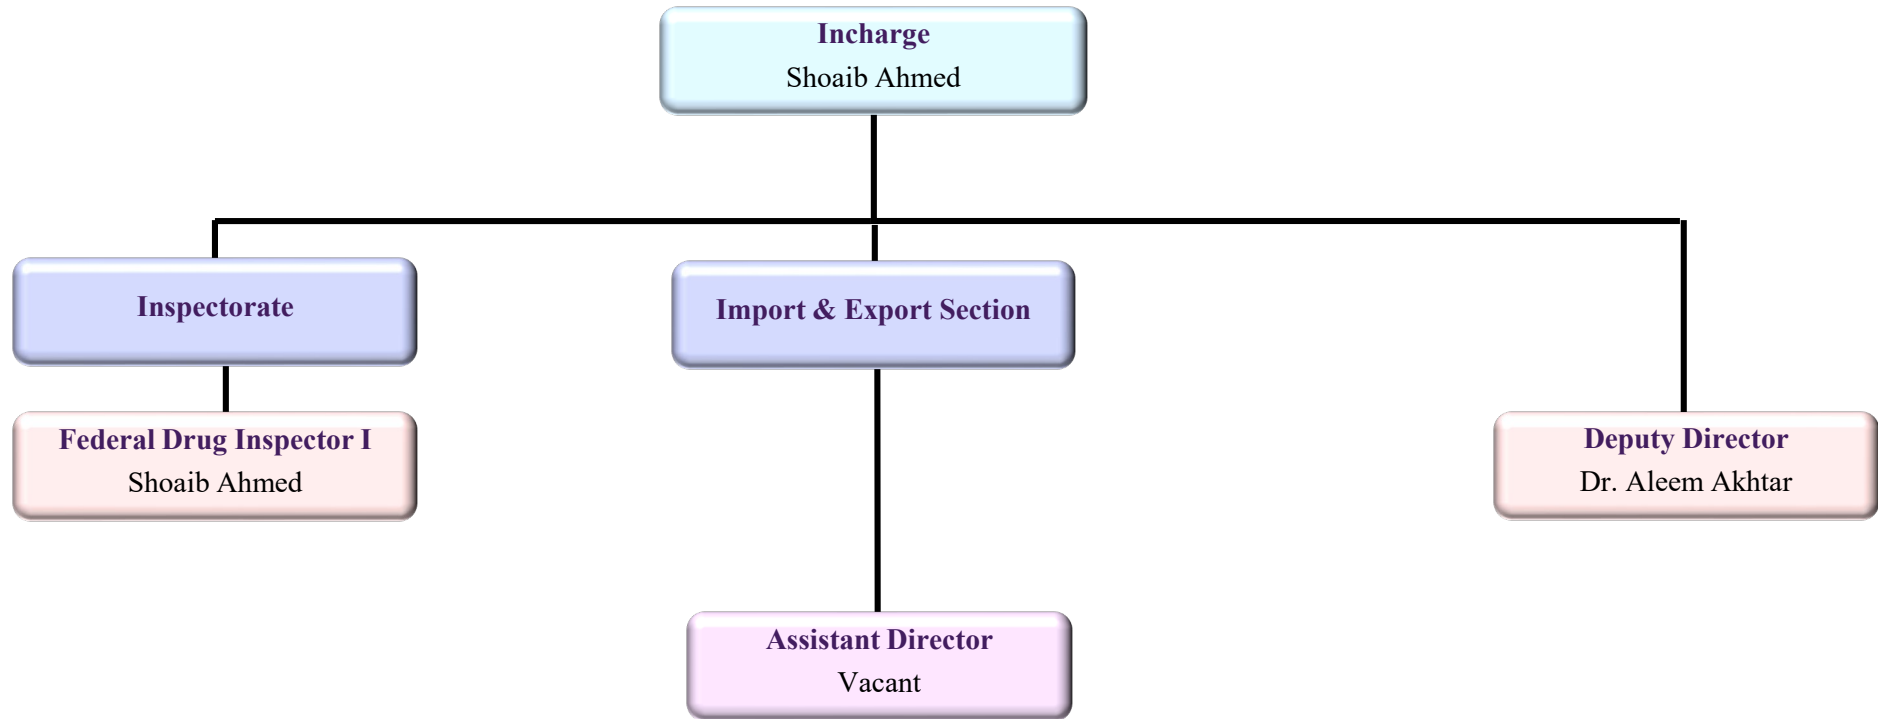 Incharge
Shoaib Ahmed
Inspectorate
Import & Export Section
Federal Drug Inspector I
Shoaib Ahmed
Deputy Director
Dr. Aleem Akhtar
Assistant Director
Vacant